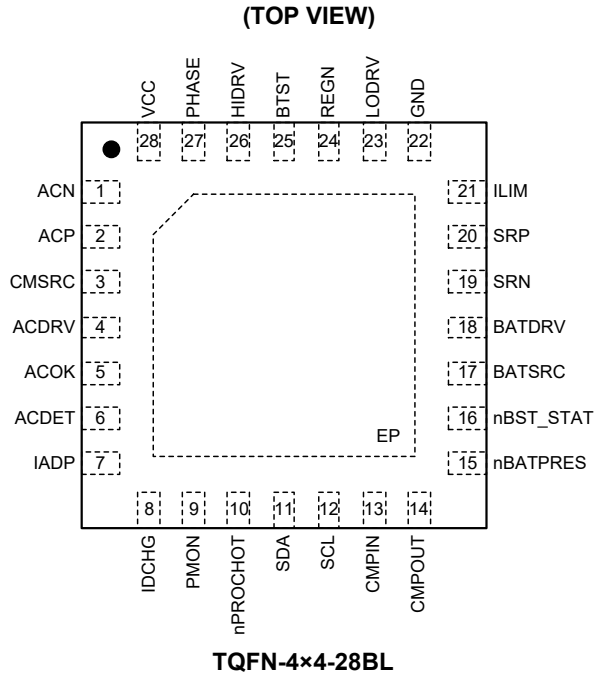 (TOP VIEW)
VCC
PHASE
HIDRV
BTST
REGN
LODRV
GND
28
27
26
25
24
23
22
ACN 1
ACP 2
CMSRC 3
ACDRV 4
ACOK 5
ACDET 6
IADP 7
21 ILIM
20 SRP
19 SRN
18 BATDRV
17 BATSRC
16 nBST_STAT
15 nBATPRES
EP
8
9
10
11
12
13
14
IDCHG
PMON
nPROCHOT
SDA
SCL
CMPIN
CMPOUT
TQFN-4×4-28BL